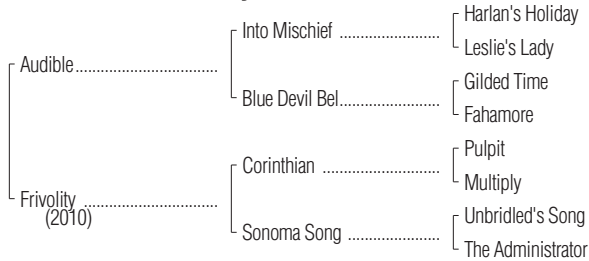 Harlan's Holiday
Into Mischief ....................
Leslie's Lady
Audible.............................
Gilded Time
Blue Devil Bel....................
Fahamore
Pulpit
Corinthian .......................
Multiply
Frivolity ...........................
(2010)
Unbridled's Song
Sonoma Song ..................
The Administrator